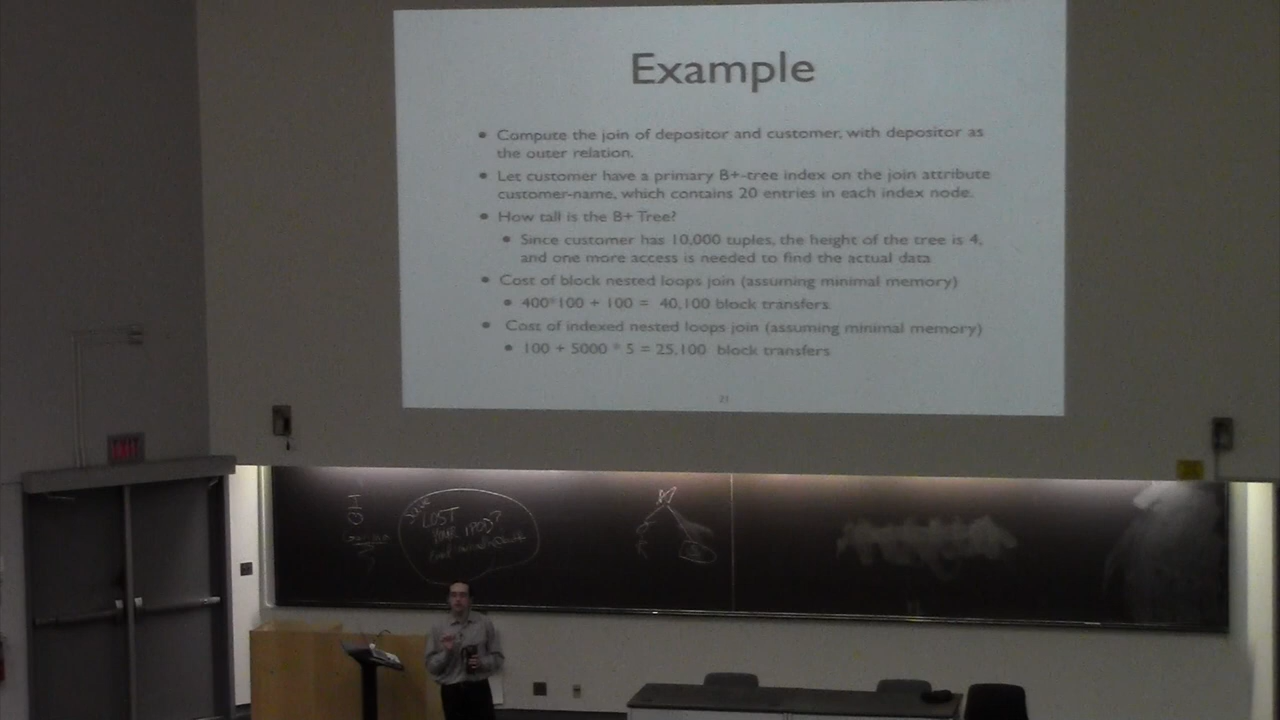 Example
• Compute the join of depositor and customer, with depositor as
the outer relation.
• Let customer have a primary B+-tree index on the join attribute
customer-name, which contains 20 entries in each index node.
• How tall is the B+ Tree?
• Since customer has 10,000 tuples, the height of the tree is 4,
and one more access is needed to find the actual data
• Cost of block nested loops join (assuming minimal memory)
• 400*100 + 100 = 40,100 block transfers
• Cost of indexed nested loops join (assuming minimal memory)
• 100 + 5000 * 5 = 25,100 block transfers
21
EXIT
LOST
YOUR IPOD?